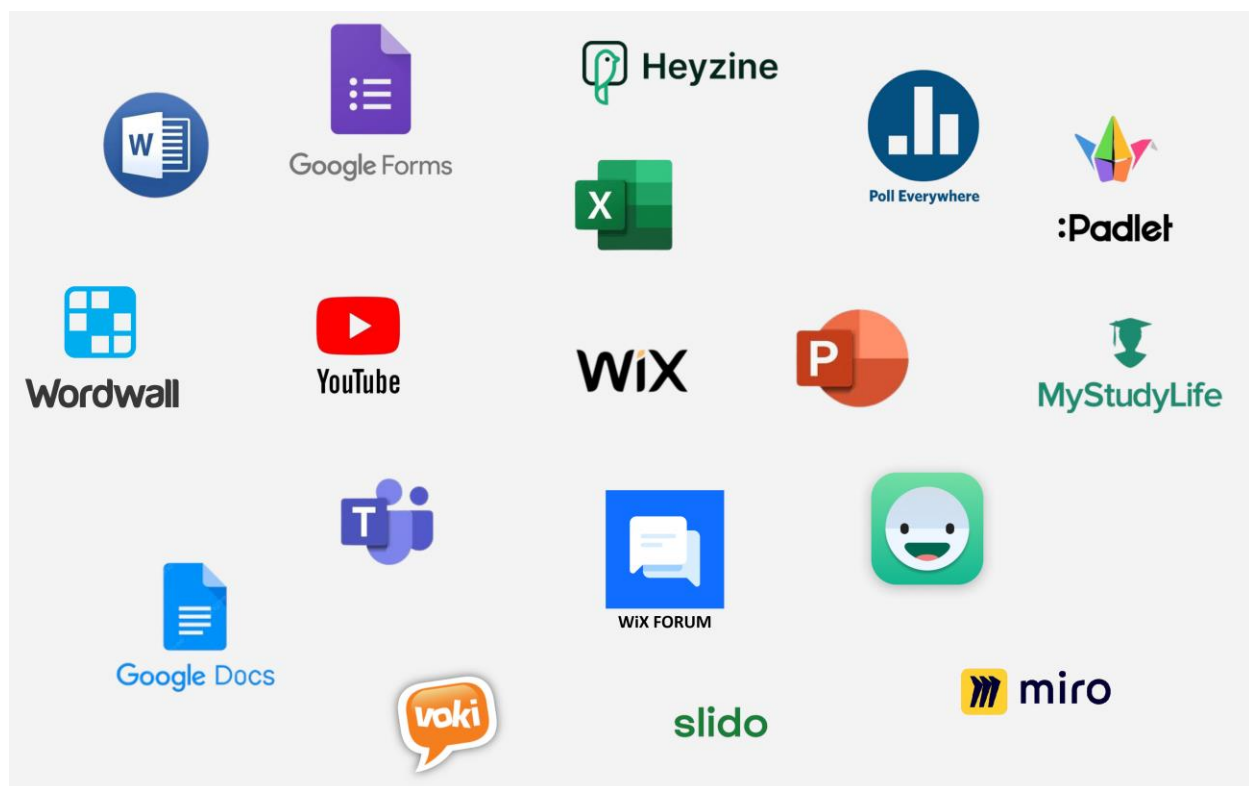 Heyzine
W
Google Forms
Poll Everywhere
X
:Padlet
Wordwall
YouTube
WiX
P
MyStudyLife
T
WiX FORUM
Google Docs
voki
slido
miro